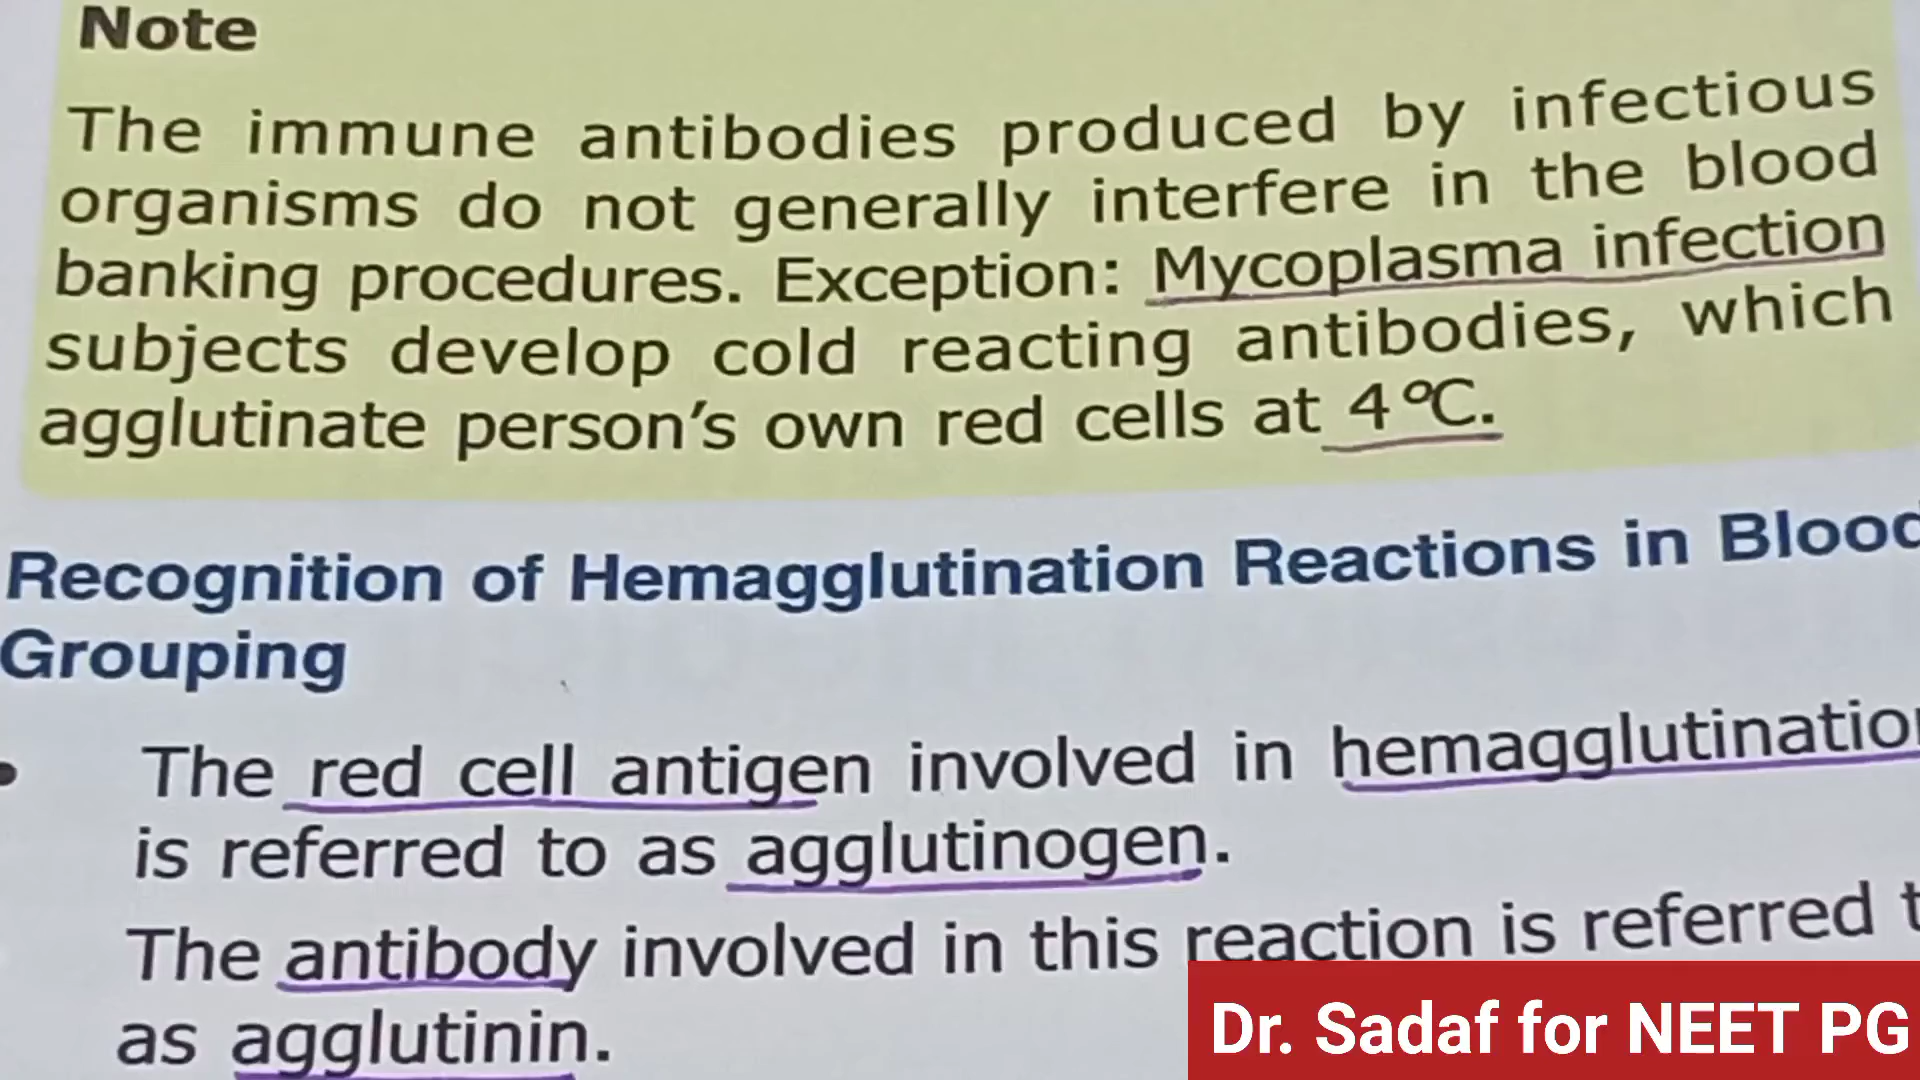 Note
The immune antibodies produced by infectious
organisms do not generally interfere in the blood
banking procedures. Exception: Mycoplasma infection
subjects develop cold reacting antibodies, which
agglutinate person's own red cells at 4°C.
Recognition of Hemagglutination Reactions in Blood
Grouping
• The red cell antigen involved in hemagglutination
is referred to as agglutinogen.
The antibody involved in this reaction is referred t
as agglutinin.
Dr. Sadaf for NEET PG